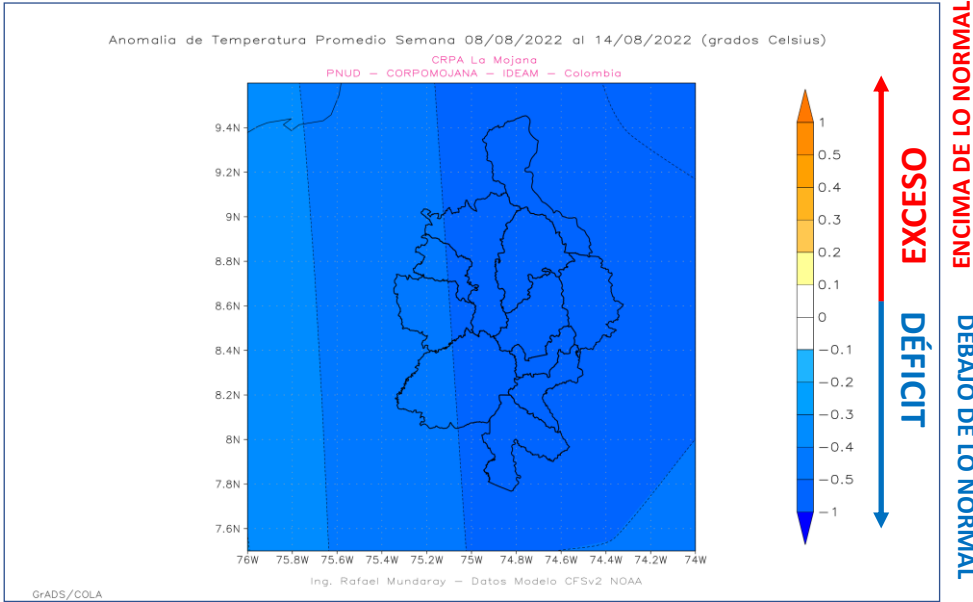 Anomalia de Temperatura Promedio Semana 08/08/2022 al 14/08/2022 (grados Celsius)
CRPA La Mojana
PNUD – CORPOMOJANA – IDEAM – Colombia
9.4N
9.2N
9N
8.8N
8.6N
8.4N
8.2N
8N
7.8N
7.6N
76W 75.8W 75.6W 75.4W 75.2W 75W 74.8W 74.6W 74.4W 74.2W 74W
1
0.5
0.4
0.3
0.2
0.1
0
−0.1
−0.2
−0.3
−0.4
−0.5
−1
EXCESO
DÉFICIT
ENCIMA DE LO NORMAL
DEBAJO DE LO NORMAL
Ing. Rafael Mundaray – Datos Modelo CFSv2 NOAA
GrADS/COLA